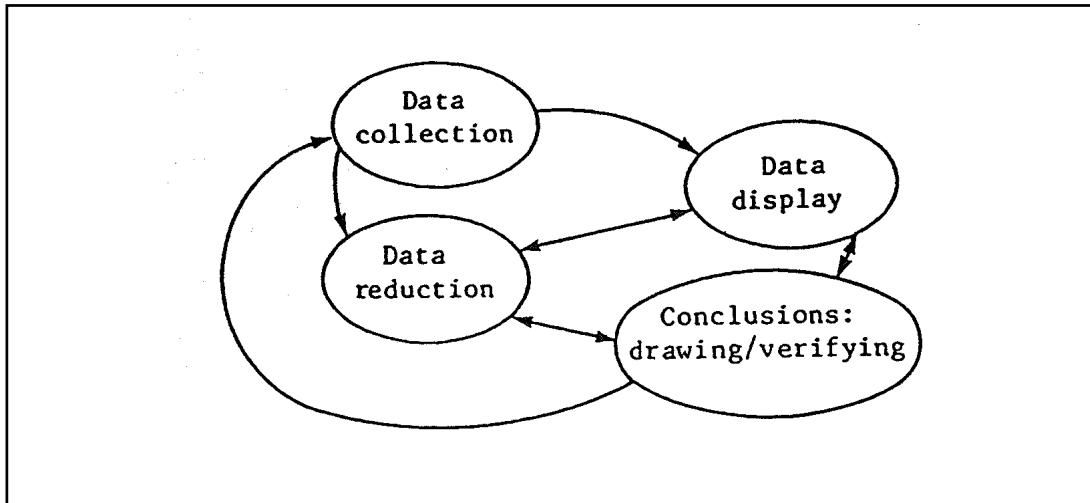 Data
collection
Data
display
Data
reduction
Conclusions:
drawing/verifying